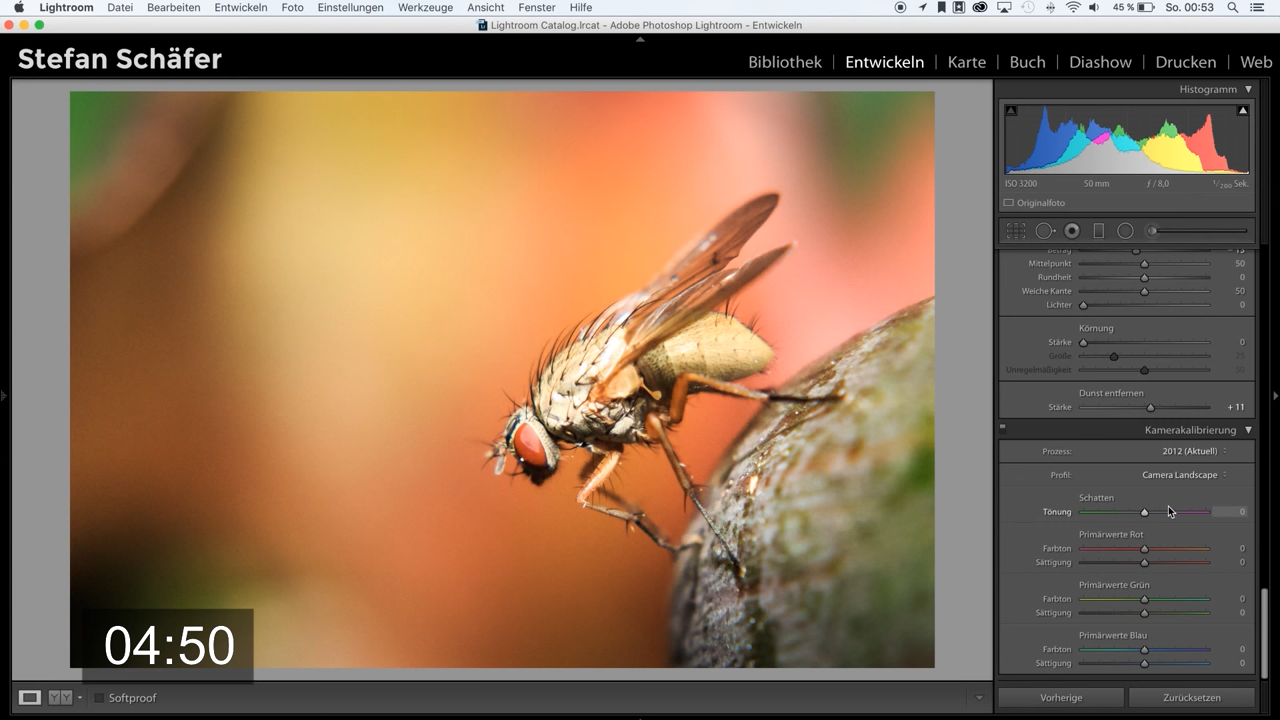 Lightroom Datei Bearbeiten Entwickeln Foto Einstellungen Werkzeuge Ansicht Fenster Hilfe 45 % So. 00:53
Lightroom Catalog.lrcat - Adobe Photoshop Lightroom - Entwickeln
Stefan Schäfer
Bibliothek | Entwickeln | Karte | Buch | Diashow | Drucken | Web
Histogramm
ISO 3200 50 mm ƒ / 8,0 1/200 Sek.
Originalfoto
Betrag - 13
Mittelpunkt 50
Rundheit 0
Weiche Kante 50
Lichter 0
Körnung
Stärke 0
Größe 25
Unregelmäßigkeit 50
Dunst entfernen
Stärke + 11
Kamerakalibrierung
Prozess: 2012 (Aktuell)
Profil: Camera Landscape
Schatten
Tönung 0
Primärwerte Rot
Farbton 0
Sättigung 0
Primärwerte Grün
Farbton 0
Sättigung 0
Primärwerte Blau
Farbton 0
Sättigung 0
04:50
YY Softproof
Vorherige Zurücksetzen